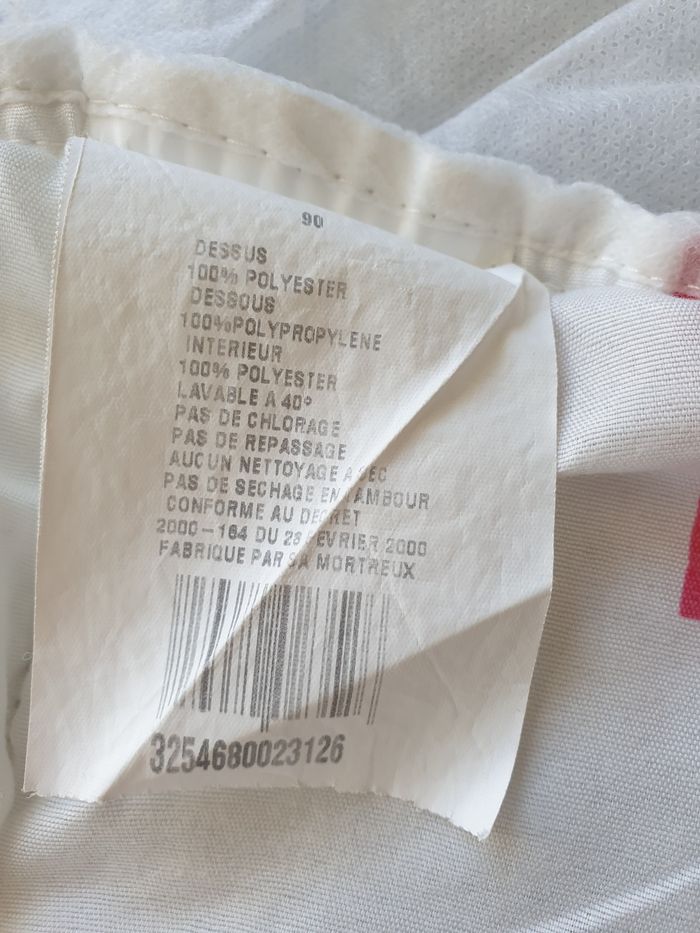 90
DESSUS
100% POLYESTER
DESSOUS
100%POLYPROPYLENE
INTERIEUR
100% POLYESTER
LAVABLE A 40°
PAS DE CHLORAGE
PAS DE REPASSAGE
AUCUN NETTOYAGE A SEC
PAS DE SECHAGE EN TAMBOUR
CONFORME AU DECRET
2000-164 DU 28 FEVRIER 2000
FABRIQUE PAR SA MORTREUX
3254680023126